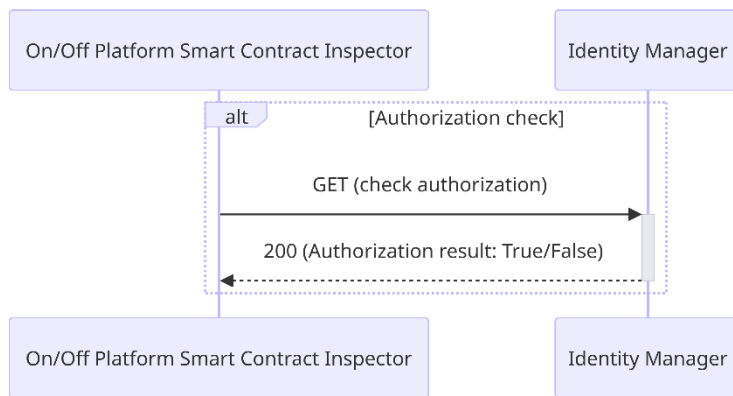 On/Off Platform Smart Contract Inspector
Identity Manager
alt
[Authorization check]
GET (check authorization)
200 (Authorization result: True/False)
On/Off Platform Smart Contract Inspector
Identity Manager